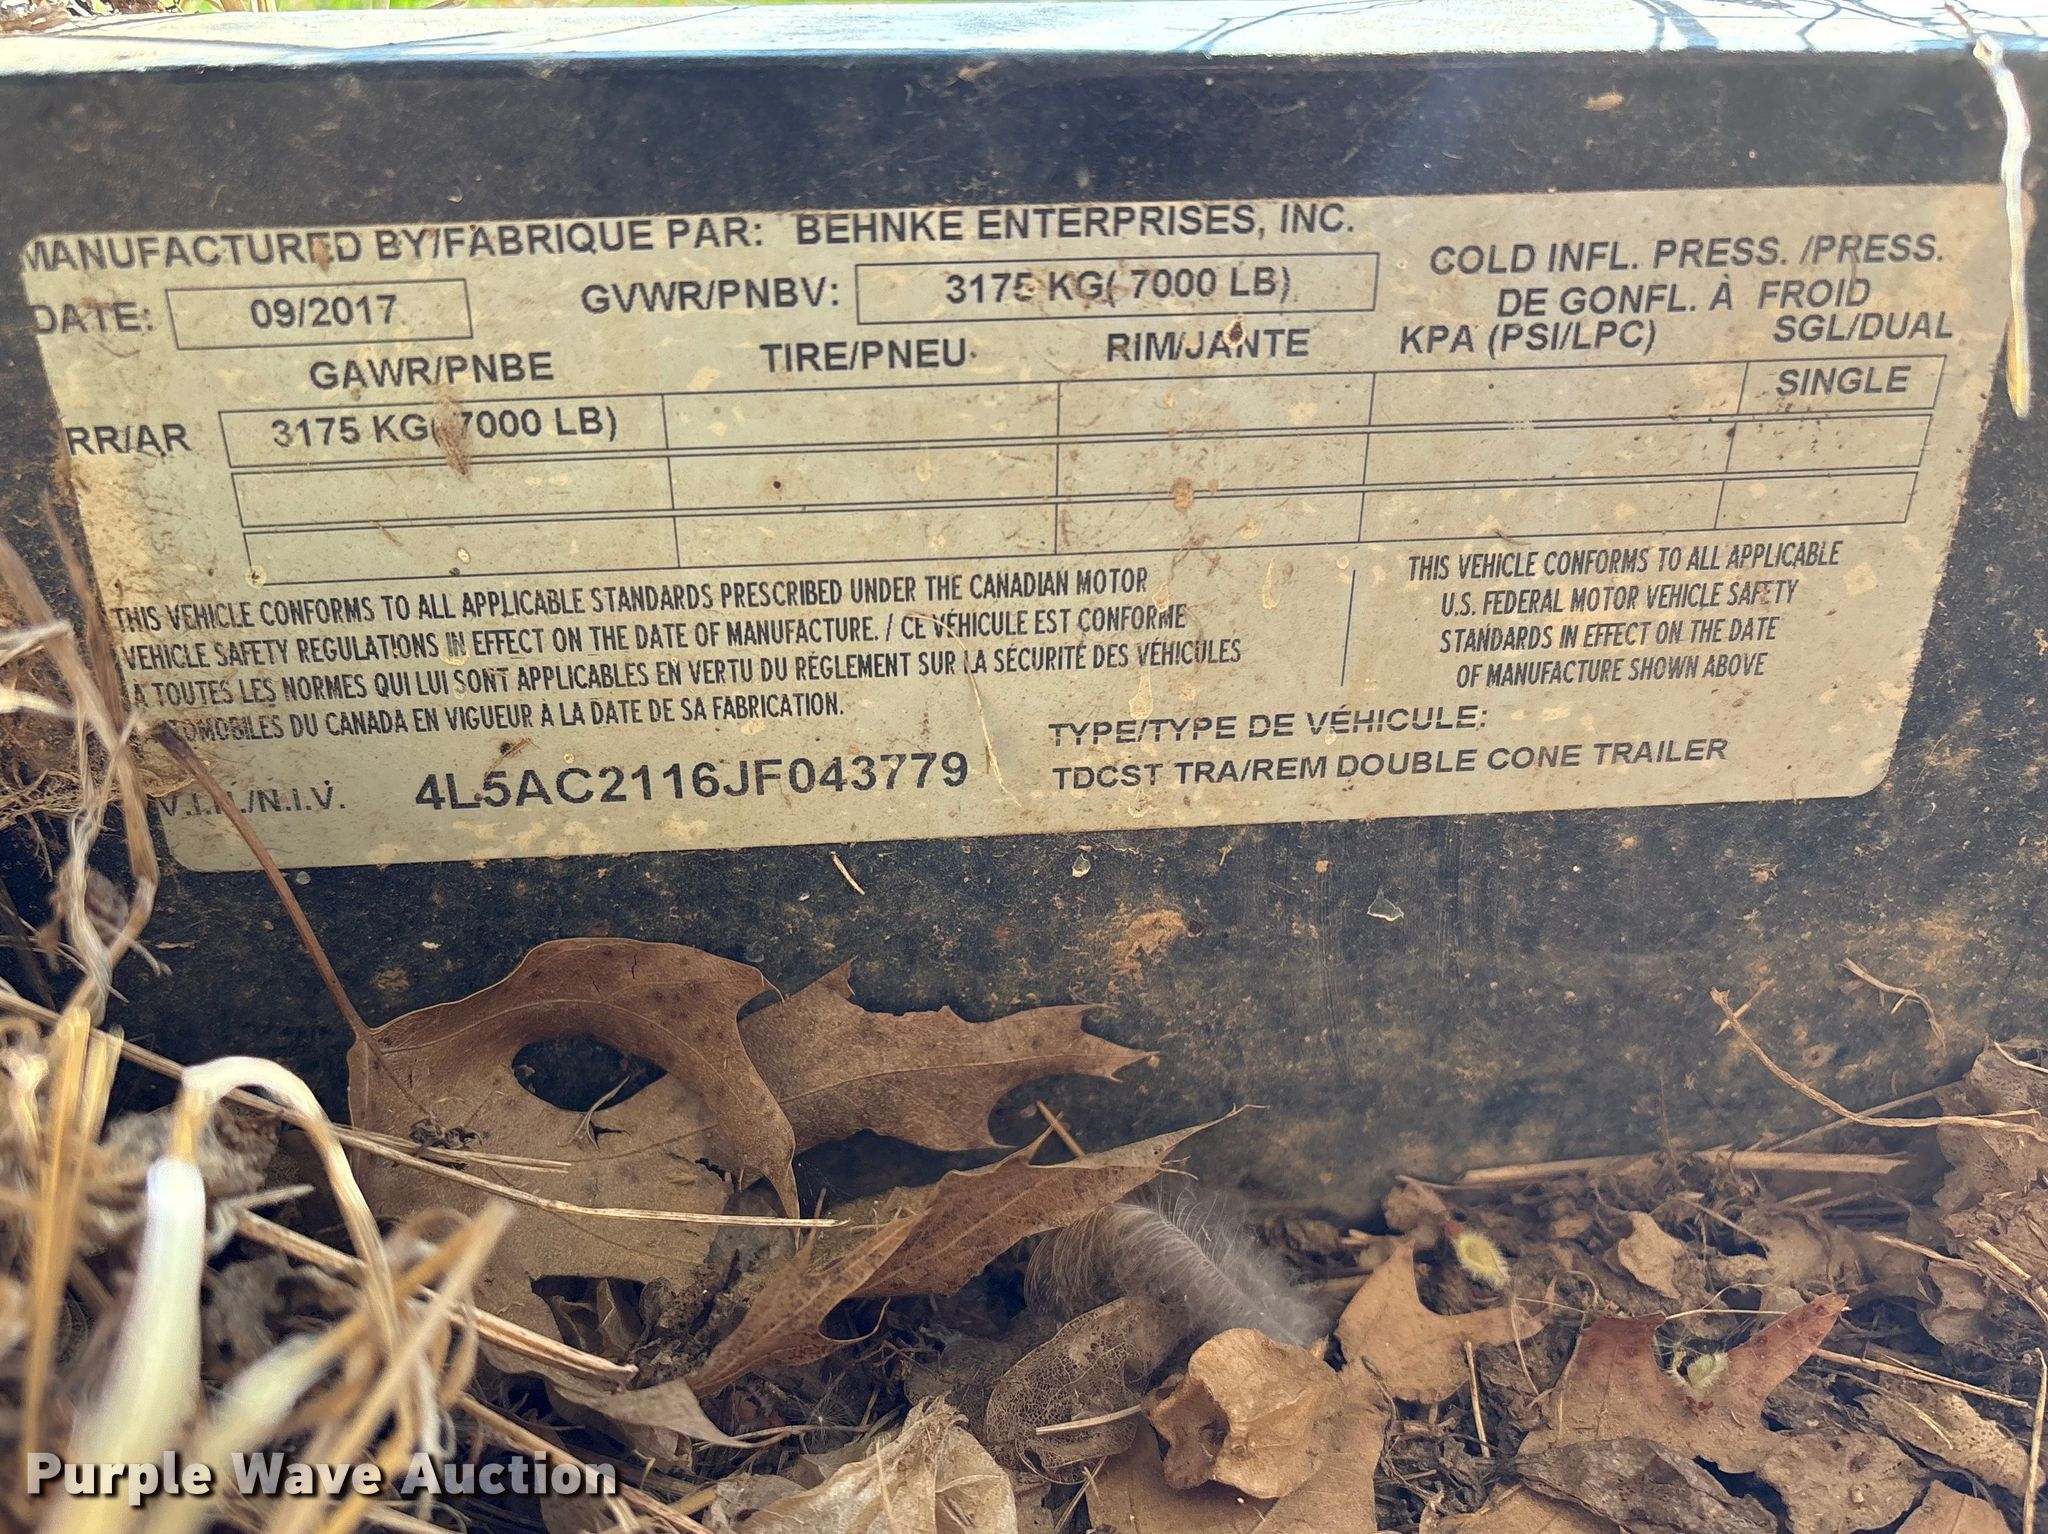 MANUFACTURED BY/FABRIQUE PAR: BEHNKE ENTERPRISES, INC.
DATE: 09/2017 GVWR/PNBV: 3175 KG( 7000 LB)
COLD INFL. PRESS. /PRESS.
DE GONFL. À FROID
GAWR/PNBE TIRE/PNEU RIM/JANTE KPA (PSI/LPC) SGL/DUAL
RR/AR 3175 KG( 7000 LB) SINGLE
THIS VEHICLE CONFORMS TO ALL APPLICABLE STANDARDS PRESCRIBED UNDER THE CANADIAN MOTOR
VEHICLE SAFETY REGULATIONS IN EFFECT ON THE DATE OF MANUFACTURE. / CE VÉHICULE EST CONFORME
À TOUTES LES NORMES QUI LUI SONT APPLICABLES EN VERTU DU RÈGLEMENT SUR LA SÉCURITÉ DES VÉHICULES
AUTOMOBILES DU CANADA EN VIGUEUR À LA DATE DE SA FABRICATION.
THIS VEHICLE CONFORMS TO ALL APPLICABLE
U.S. FEDERAL MOTOR VEHICLE SAFETY
STANDARDS IN EFFECT ON THE DATE
OF MANUFACTURE SHOWN ABOVE
V.I.N./N.I.V. 4L5AC2116JF043779
TYPE/TYPE DE VÉHICULE:
TDCST TRA/REM DOUBLE CONE TRAILER
Purple Wave Auction